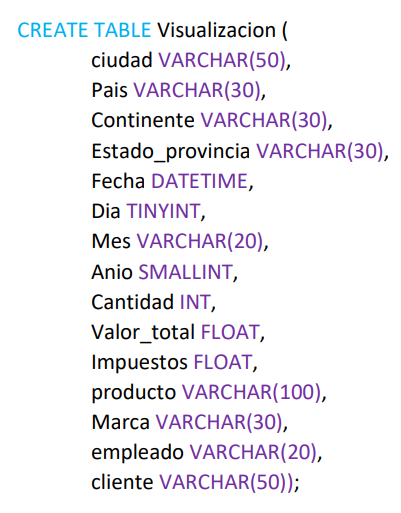 CREATE TABLE Visualizacion (
ciudad VARCHAR(50),
Pais VARCHAR(30),
Continente VARCHAR(30),
Estado_provincia VARCHAR(30),
Fecha DATETIME,
Dia TINYINT,
Mes VARCHAR(20),
Anio SMALLINT,
Cantidad INT,
Valor_total FLOAT,
Impuestos FLOAT,
producto VARCHAR(100),
Marca VARCHAR(30),
empleado VARCHAR(20),
cliente VARCHAR(50));